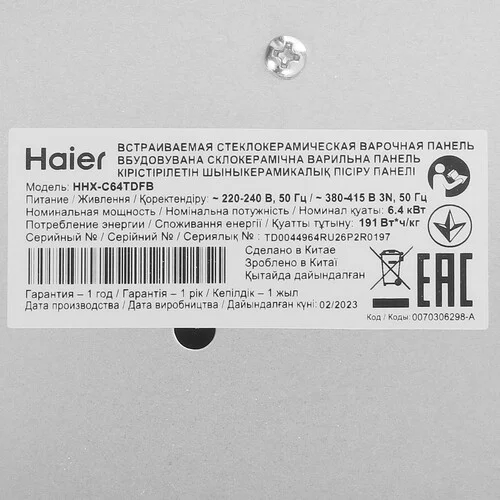 Haier
ВСТРАИВАЕМАЯ СТЕКЛОКЕРАМИЧЕСКАЯ ВАРОЧНАЯ ПАНЕЛЬ
ВБУДОВУВАНА СКЛОКЕРАМІЧНА ВАРИЛЬНА ПАНЕЛЬ
КІРІСТІРІЛЕТІН ШЫНЫКЕРАМИКАЛЫҚ ПІСІРУ ПАНЕЛІ
Модель: HHX-C64TDFB
Питание / Живлення / Қоректендіру: ~ 220-240 В, 50 Гц / ~ 380-415 В 3N, 50 Гц
Номинальная мощность / Номінальна потужність / Номинал қуаты: 6.4 кВт
Потребление энергии / Споживання енергії / Қуатты тұтыну: 191 Вт*ч/кг
Серийный № / Серійний № / Сериялық № : TD0044964RU26P2R0197
Сделано в Китае
Зроблено в Китаї
Қытайда дайындалған
EAC
Гарантия – 1 год / Гарантія – 1 рік / Кепілдік – 1 жыл
Дата производства / Дата виробництва / Дайындалған күні: 02/2023
Код / Коды: 0070306298-A